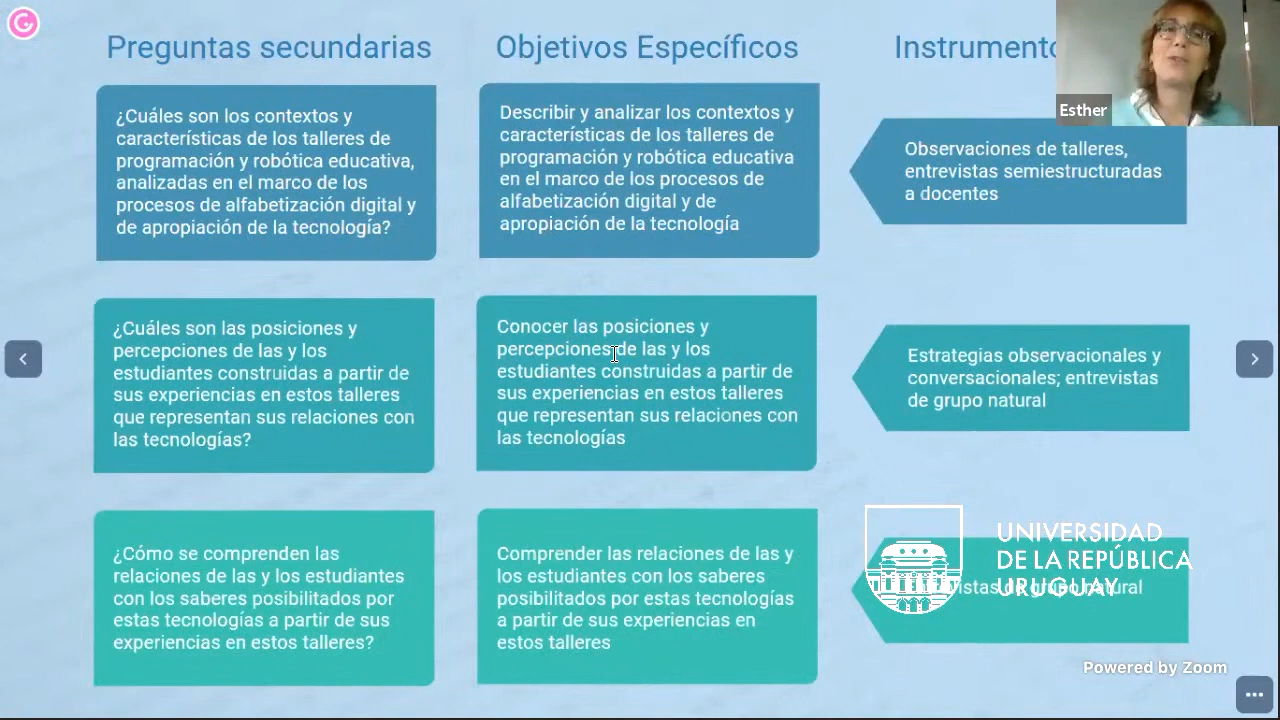 Preguntas secundarias
Objetivos Específicos
Esther
¿Cuáles son los contextos y
características de los talleres de
programación y robótica educativa,
analizadas en el marco de los
procesos de alfabetización digital y
de apropiación de la tecnología?
Describir y analizar los contextos y
características de los talleres de
programación y robótica educativa
en el marco de los procesos de
alfabetización digital y de
apropiación de la tecnología
Observaciones de talleres,
entrevistas semiestructuradas
a docentes
¿Cuáles son las posiciones y
percepciones de las y los
estudiantes construidas a partir de
sus experiencias en estos talleres
que representan sus relaciones con
las tecnologías?
Conocer las posiciones y
percepciones de las y los
estudiantes construidas a partir de
sus experiencias en estos talleres
que representan sus relaciones con
las tecnologías
Estrategias observacionales y
conversacionales; entrevistas
de grupo natural
¿Cómo se comprenden las
relaciones de las y los estudiantes
con los saberes posibilitados por
estas tecnologías a partir de sus
experiencias en estos talleres?
Comprender las relaciones de las y
los estudiantes con los saberes
posibilitados por estas tecnologías
a partir de sus experiencias en
estos talleres
natural
UNIVERSIDAD
DE LA REPÚBLICA
URUGUAY
Powered by Zoom